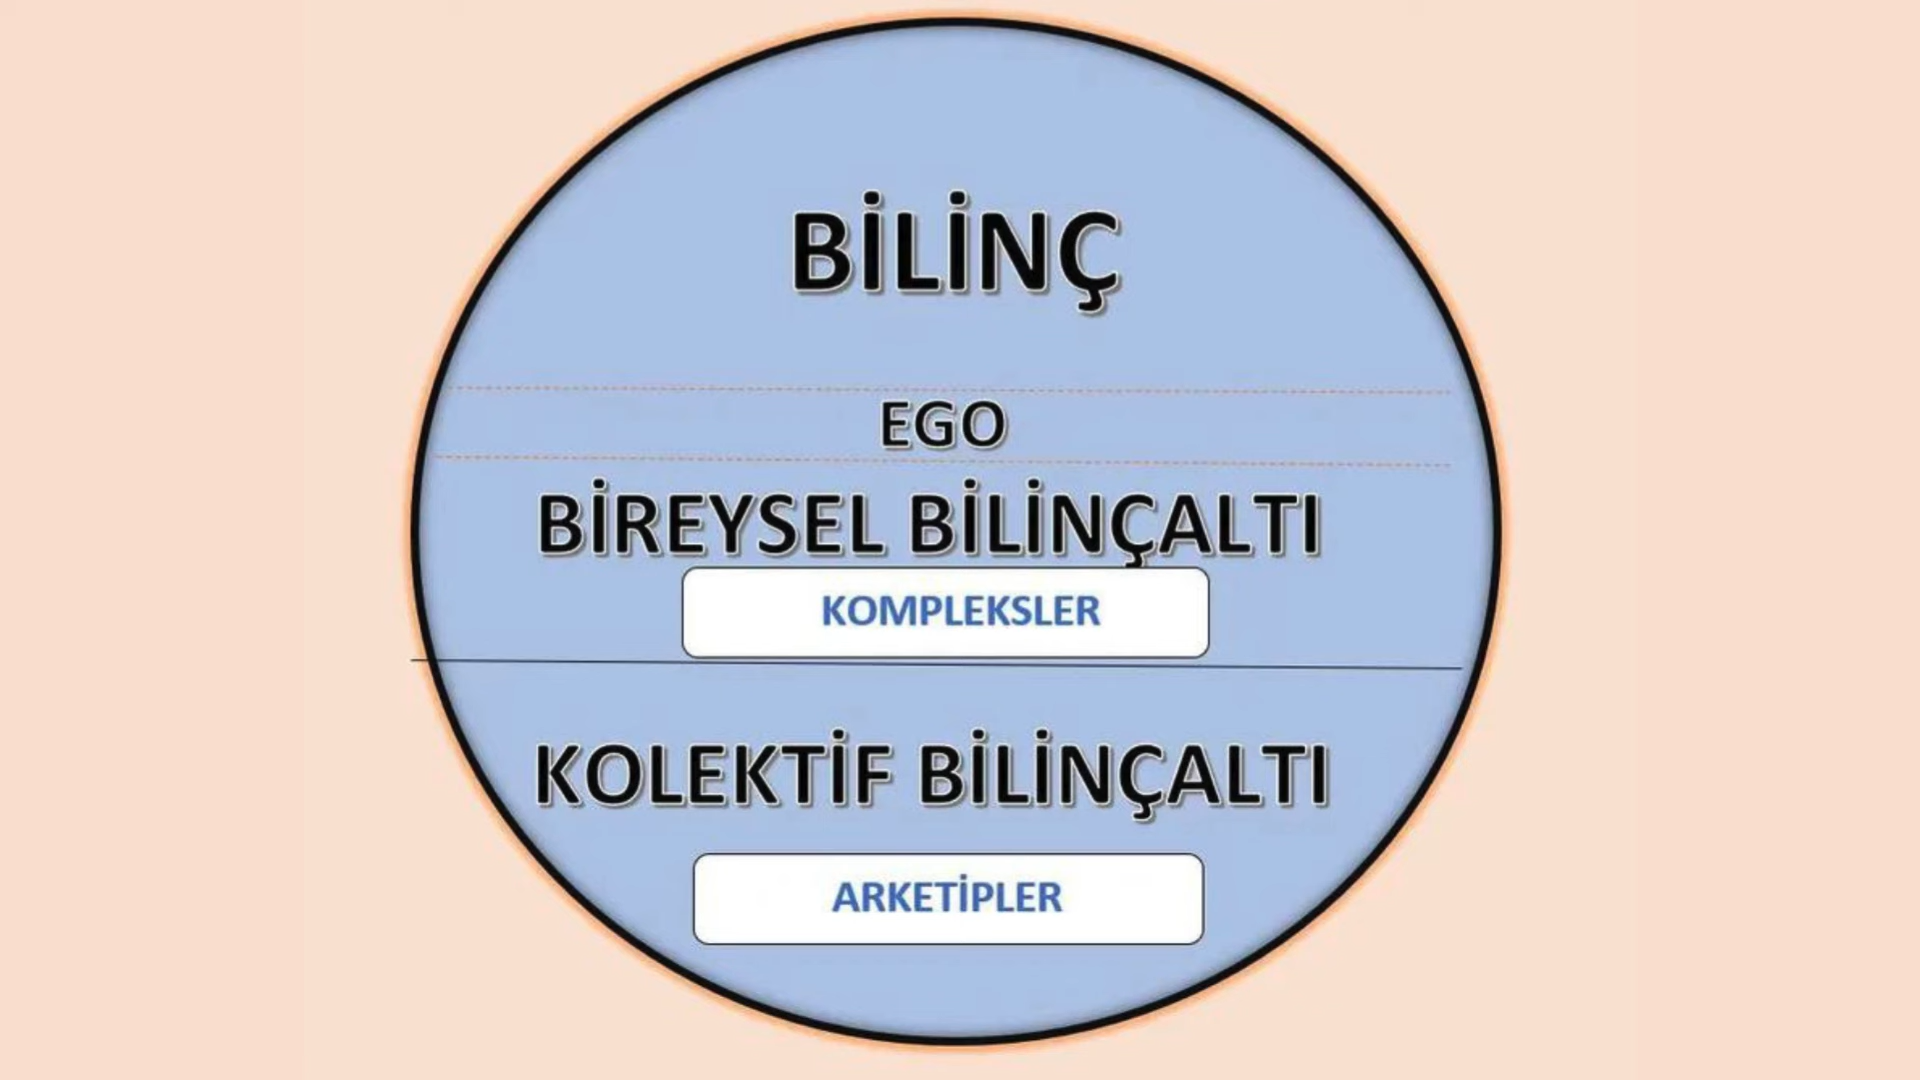 BİLİNÇ
EGO
BİREYSEL BİLİNÇALTI
KOMPLEKSLER
KOLEKTİF BİLİNÇALTI
ARKETİPLER